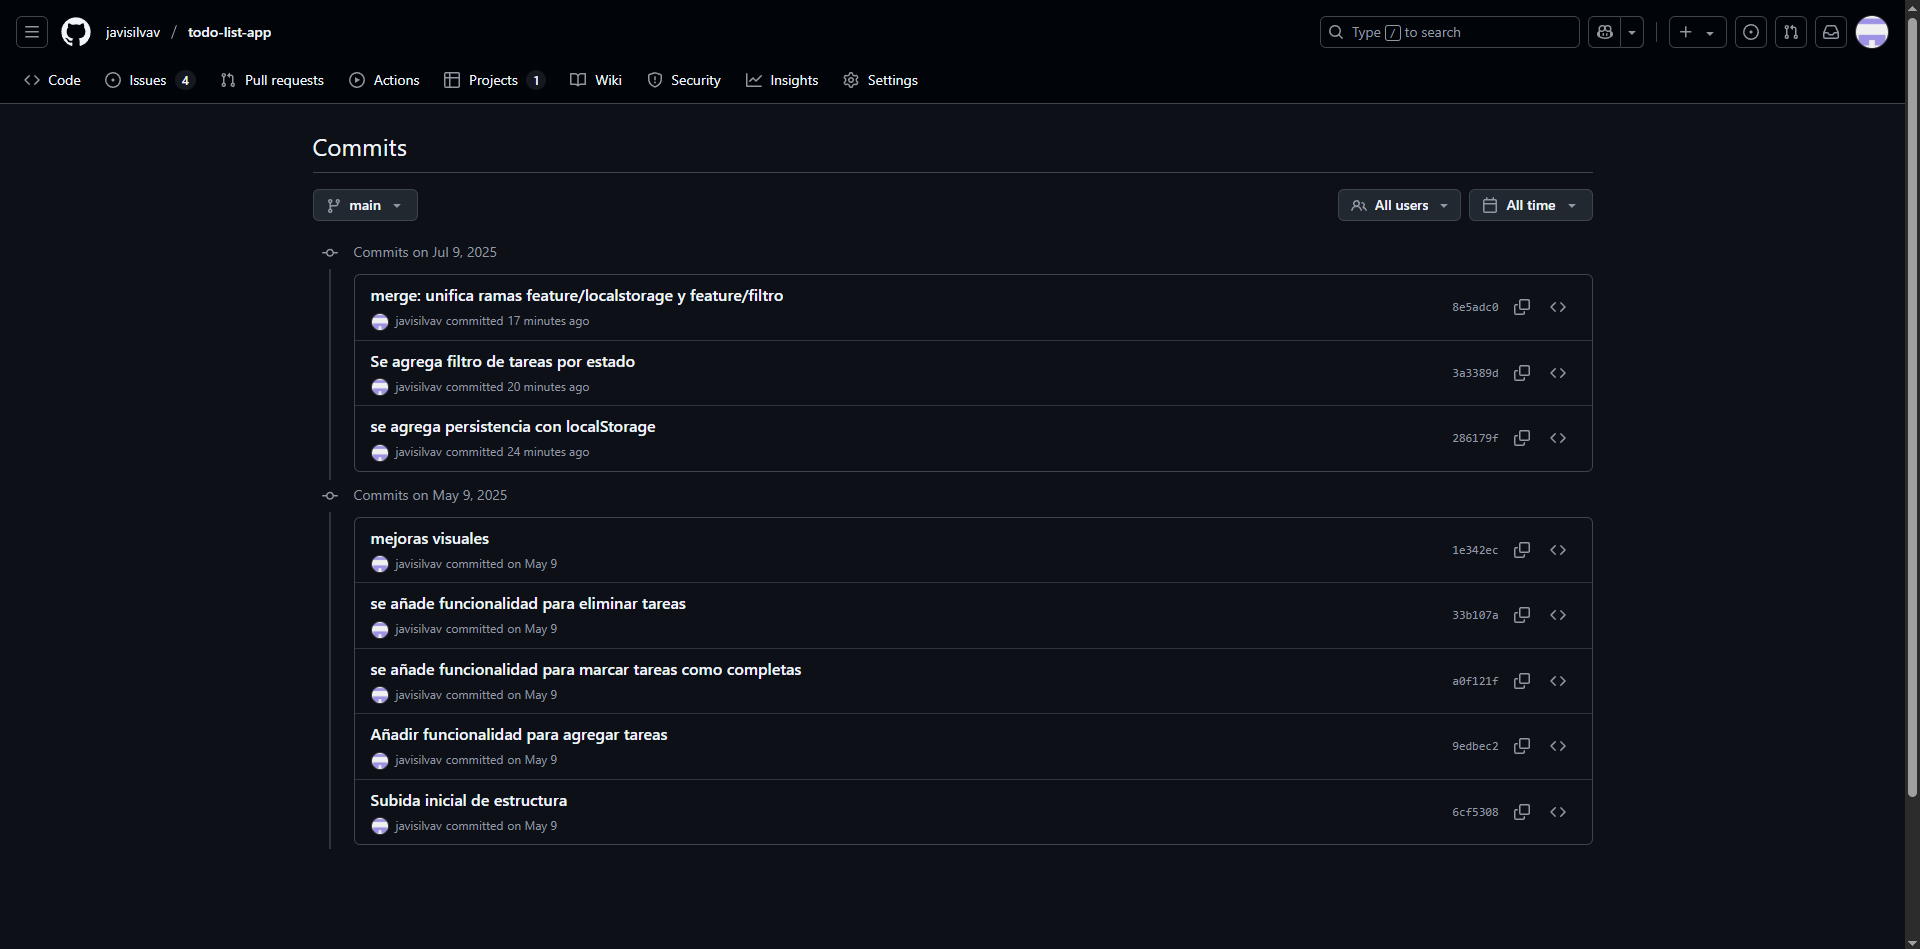 javisilvav / todo-list-app
Type / to search
Code
Issues 4
Pull requests
Actions
Projects 1
Wiki
Security
Insights
Settings
Commits
main
All users
All time
Commits on Jul 9, 2025
merge: unifica ramas feature/localstorage y feature/filtro
javisilvav committed 17 minutes ago
8e5adc0
Se agrega filtro de tareas por estado
javisilvav committed 20 minutes ago
3a3389d
se agrega persistencia con localStorage
javisilvav committed 24 minutes ago
286179f
Commits on May 9, 2025
mejoras visuales
javisilvav committed on May 9
1e342ec
se añade funcionalidad para eliminar tareas
javisilvav committed on May 9
33b107a
se añade funcionalidad para marcar tareas como completas
javisilvav committed on May 9
a0f121f
Añadir funcionalidad para agregar tareas
javisilvav committed on May 9
9edbec2
Subida inicial de estructura
javisilvav committed on May 9
6cf5308